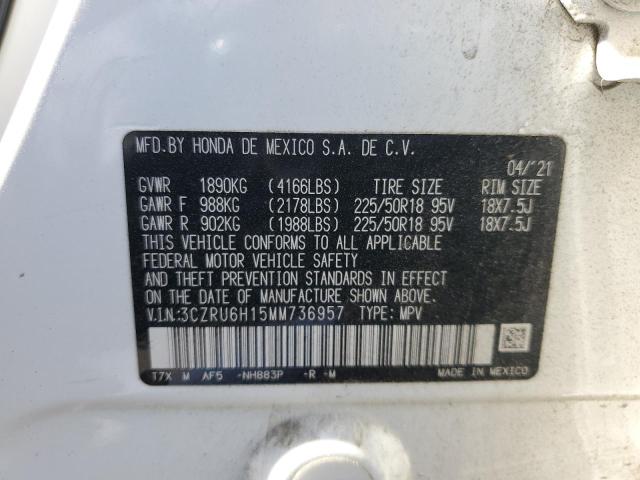 MFD.BY HONDA DE MEXICO S.A. DE C.V.
04/'21
GVWR 1890KG (4166LBS) TIRE SIZE RIM SIZE
GAWR F 988KG (2178LBS) 225/50R18 95V 18X7.5J
GAWR R 902KG (1988LBS) 225/50R18 95V 18X7.5J
THIS VEHICLE CONFORMS TO ALL APPLICABLE
FEDERAL MOTOR VEHICLE SAFETY
AND THEFT PREVENTION STANDARDS IN EFFECT
ON THE DATE OF MANUFACTURE SHOWN ABOVE.
V.I.N.:3CZRU6H15MM736957 TYPE: MPV
T7X M AF5 -NH883P -R -M
MADE IN MEXICO